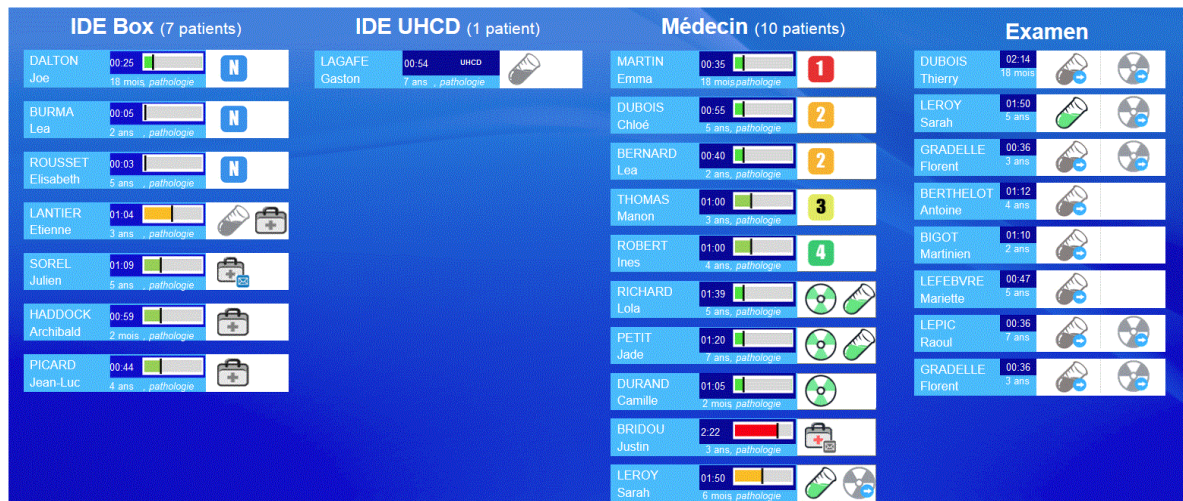 IDE Box (7 patients)
DALTON
Joe
00:25
18 mois, pathologie
N
BURMA
Lea
00:05
2 ans , pathologie
N
ROUSSET
Elisabeth
00:03
5 ans , pathologie
N
LANTIER
Etienne
01:04
3 ans , pathologie
SOREL
Julien
01:09
5 ans , pathologie
HADDOCK
Archibald
00:59
2 mois , pathologie
PICARD
Jean-Luc
00:44
4 ans , pathologie
IDE UHCD (1 patient)
LAGAFE
Gaston
00:54 UHCD
7 ans , pathologie
Médecin (10 patients)
MARTIN
Emma
00:35
18 mois pathologie
1
DUBOIS
Chloé
00:55
5 ans, pathologie
2
BERNARD
Lea
00:40
2 ans, pathologie
2
THOMAS
Manon
01:00
3 ans, pathologie
3
ROBERT
Ines
01:00
4 ans, pathologie
4
RICHARD
Lola
01:39
5 ans, pathologie
PETIT
Jade
01:20
7 ans, pathologie
DURAND
Camille
01:05
2 mois, pathologie
BRIDOU
Justin
2:22
3 ans, pathologie
LEROY
Sarah
01:50
6 mois, pathologie
Examen
DUBOIS
Thierry
02:14
18 mois
LEROY
Sarah
01:50
5 ans
GRADELLE
Florent
00:36
3 ans
BERTHELOT
Antoine
01:12
4 ans
BIGOT
Martinien
01:10
2 ans
LEFEBVRE
Mariette
00:47
5 ans
LEPIC
Raoul
00:36
7 ans
GRADELLE
Florent
00:36
3 ans